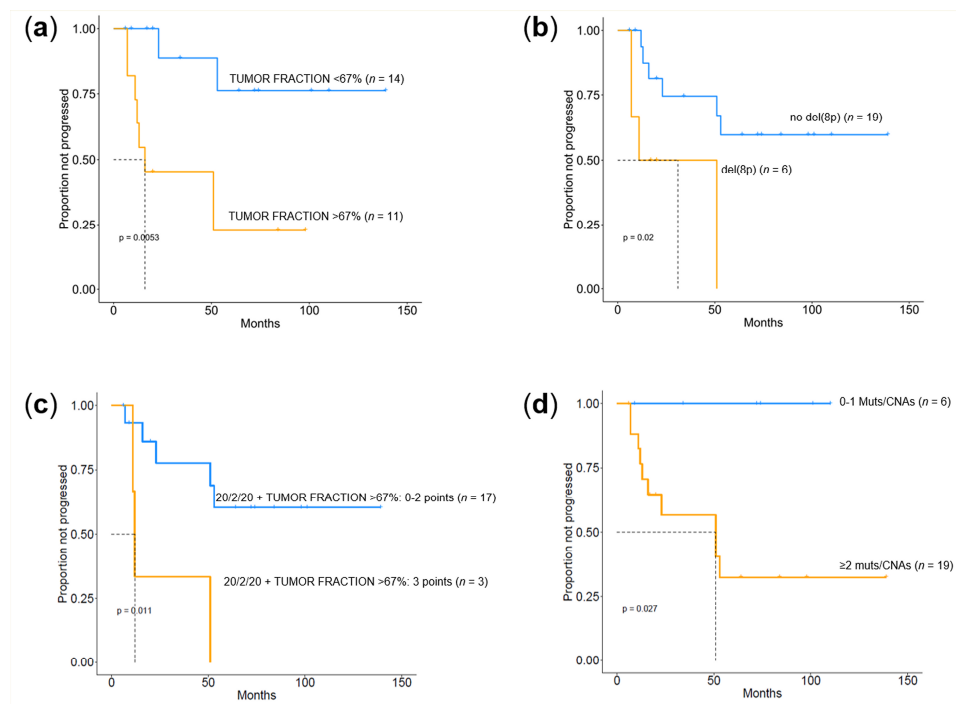 (a)
Proportion not progressed
1.00
0.75
0.50
0.25
0.00
TUMOR FRACTION <67% (n = 14)
TUMOR FRACTION >67% (n = 11)
p = 0.0053
0 50 100 150
Months
(b)
Proportion not progressed
1.00
0.75
0.50
0.25
0.00
no del(8p) (n = 19)
del(8p) (n = 6)
p = 0.02
0 50 100 150
Months
(c)
Proportion not progressed
1.00
0.75
0.50
0.25
0.00
20/2/20 + TUMOR FRACTION >67%: 0-2 points (n = 17)
20/2/20 + TUMOR FRACTION >67%: 3 points (n = 3)
p = 0.011
0 50 100 150
Months
(d)
Proportion not progressed
1.00
0.75
0.50
0.25
0.00
0-1 Muts/CNAs (n = 6)
≥2 muts/CNAs (n = 19)
p = 0.027
0 50 100 150
Months